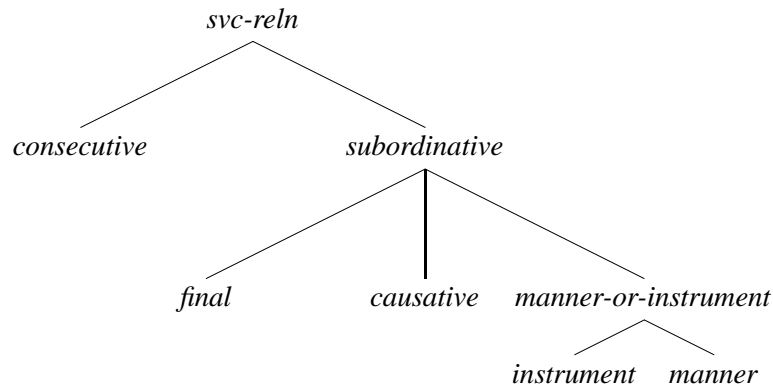 svc-reln
consecutive subordinative
final causative manner-or-instrument
instrument manner